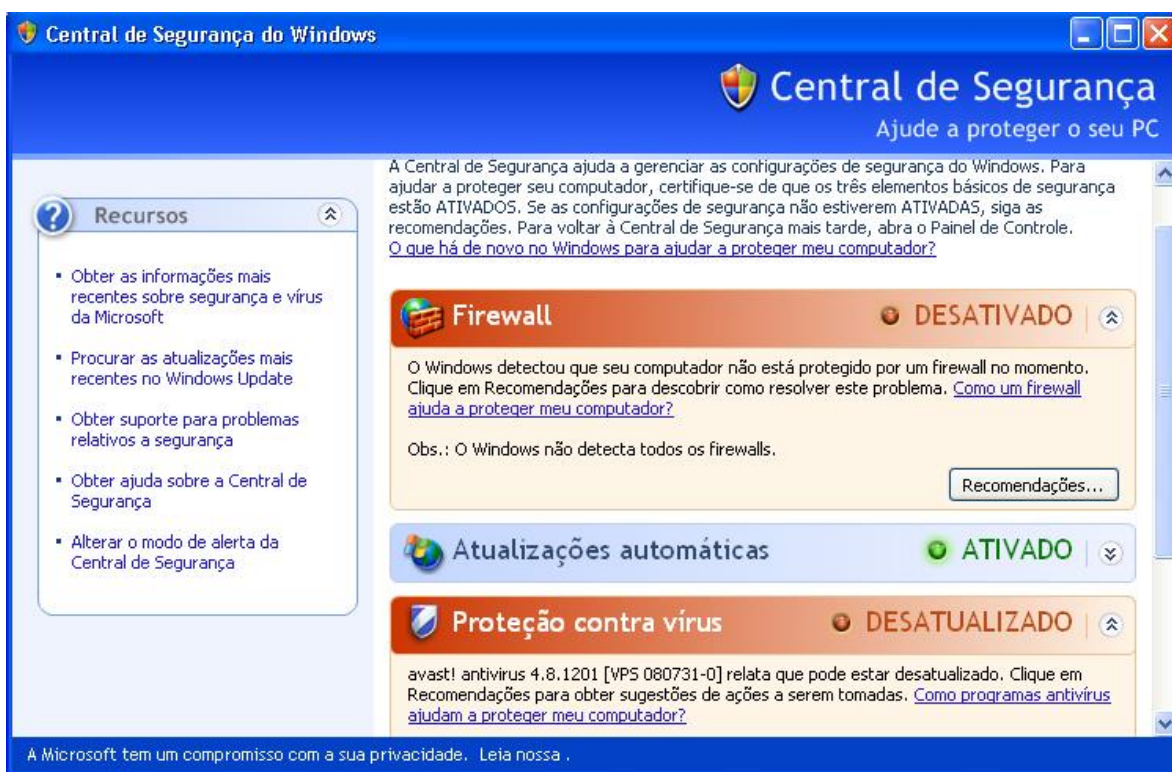 Central de Segurança do Windows
Central de Segurança
Ajude a proteger o seu PC
Recursos
Obter as informações mais
recentes sobre segurança e vírus
da Microsoft
Procurar as atualizações mais
recentes no Windows Update
Obter suporte para problemas
relativos a segurança
Obter ajuda sobre a Central de
Segurança
Alterar o modo de alerta da
Central de Segurança
A Central de Segurança ajuda a gerenciar as configurações de segurança do Windows. Para
ajudar a proteger seu computador, certifique-se de que os três elementos básicos de segurança
estão ATIVADOS. Se as configurações de segurança não estiverem ATIVADAS, siga as
recomendações. Para voltar à Central de Segurança mais tarde, abra o Painel de Controle.
O que há de novo no Windows para ajudar a proteger meu computador?
Firewall DESATIVADO
O Windows detectou que seu computador não está protegido por um firewall no momento.
Clique em Recomendações para descobrir como resolver este problema. Como um firewall
ajuda a proteger meu computador?
Obs.: O Windows não detecta todos os firewalls.
Recomendações...
Atualizações automáticas ATIVADO
Proteção contra vírus DESATUALIZADO
avast! antivirus 4.8.1201 [VPS 080731-0] relata que pode estar desatualizado. Clique em
Recomendações para obter sugestões de ações a serem tomadas. Como programas antivírus
ajudam a proteger meu computador?
A Microsoft tem um compromisso com a sua privacidade. Leia nossa .